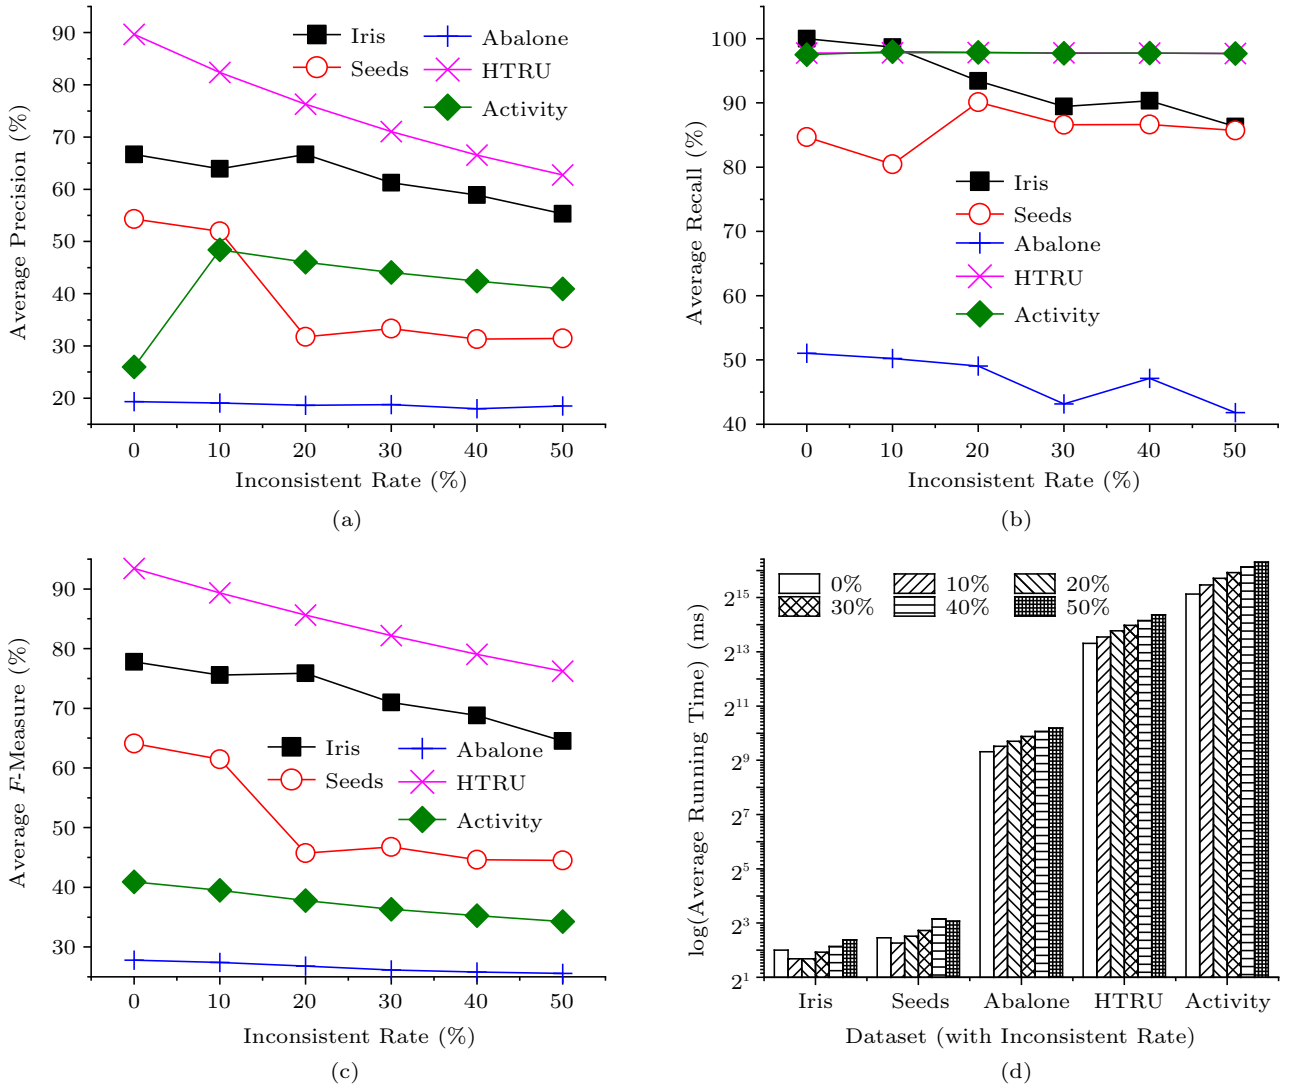 90
80
70
60
50
40
30
20
0 10 20 30 40 50
Average Precision (%)
Inconsistent Rate (%)
Iris
Seeds
Abalone
HTRU
Activity
(a)
100
90
80
70
60
50
40
0 10 20 30 40 50
Average Recall (%)
Inconsistent Rate (%)
Iris
Seeds
Abalone
HTRU
Activity
(b)
90
80
70
60
50
40
30
0 10 20 30 40 50
Average F-Measure (%)
Inconsistent Rate (%)
Iris
Seeds
Abalone
HTRU
Activity
(c)
2^15
2^13
2^11
2^9
2^7
2^5
2^3
2^1
log(Average Running Time) (ms)
0% 10% 20%
30% 40% 50%
Iris Seeds Abalone HTRU Activity
Dataset (with Inconsistent Rate)
(d)